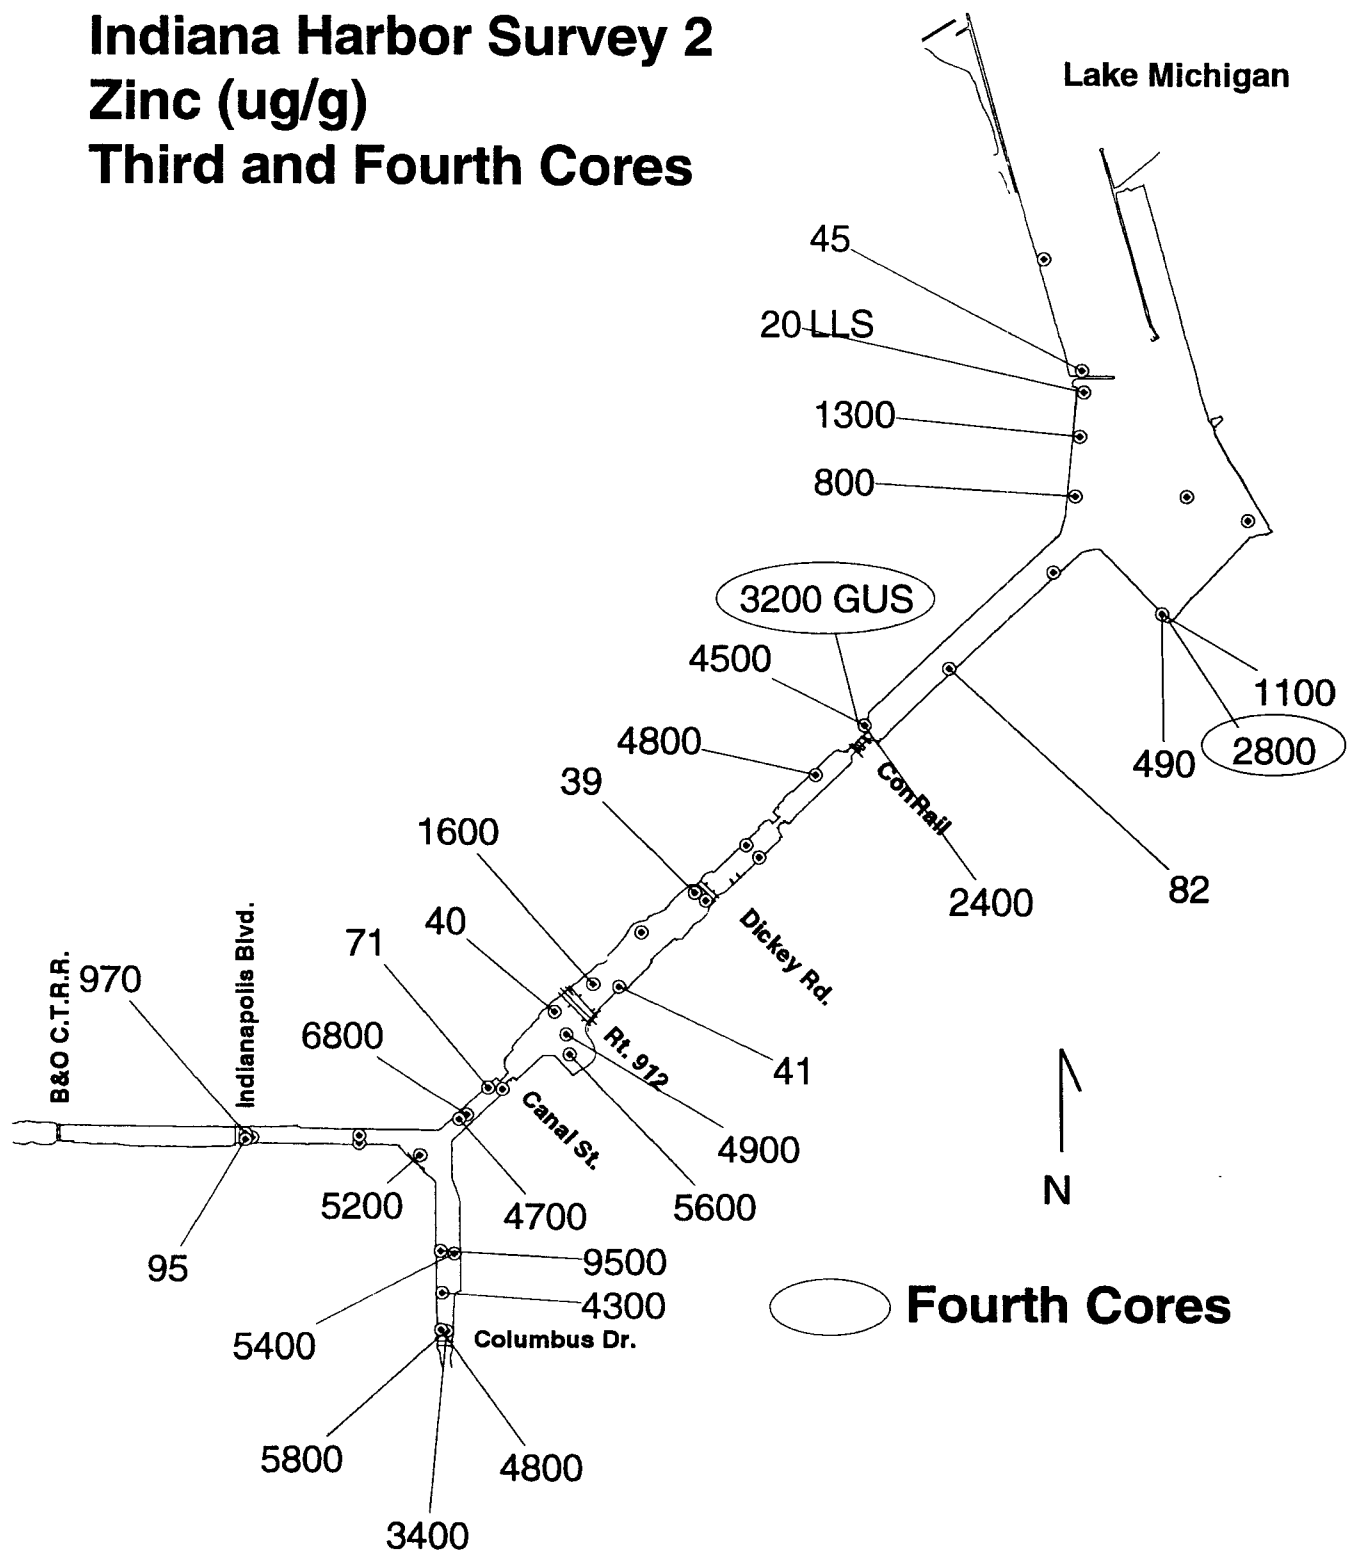 Indiana Harbor Survey 2
Zinc (ug/g)
Third and Fourth Cores
Lake Michigan
45
20 LLS
1300
800
3200 GUS
4500
1100
4800
2800
490
39
ConRail
1600
82
2400
40
Dickey Rd.
71
Indianapolis Blvd.
B&O C.T.R.R.
970
6800
Rt. 912
41
Canal St.
4900
N
5200
4700
5600
95
9500
4300
Fourth Cores
5400
Columbus Dr.
5800
4800
3400